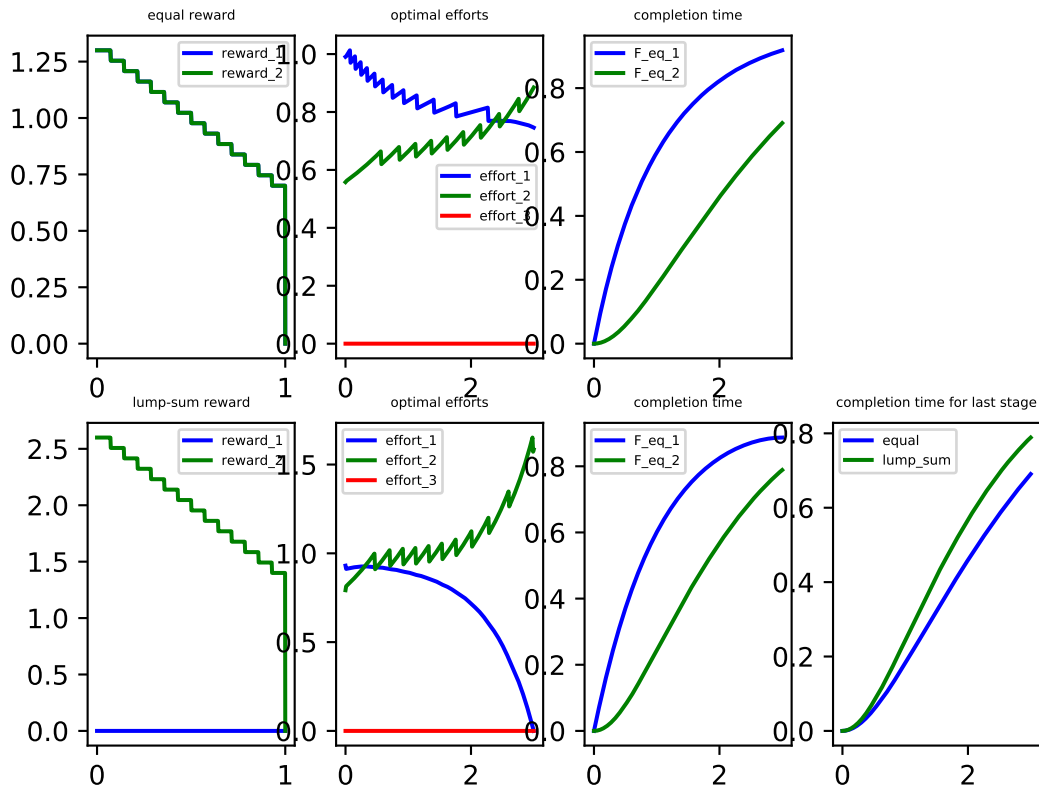 equal reward
optimal efforts
completion time
reward_1
reward_2
1.25
1.00
0.75
0.50
0.25
0.00
0
1
effort_1
effort_2
effort_3
1.0
0.8
0.6
0.4
0.2
0.0
0
2
F_eq_1
F_eq_2
0.8
0.6
0.4
0.2
0.0
0
2
lump-sum reward
optimal efforts
completion time
completion time for last stage
reward_1
reward_2
2.5
2.0
1.5
1.0
0.5
0.0
0
1
effort_1
effort_2
effort_3
1.5
1.0
0.5
0.0
0
2
F_eq_1
F_eq_2
0.8
0.6
0.4
0.2
0.0
0
2
equal
lump_sum
0.8
0.6
0.4
0.2
0.0
0
2